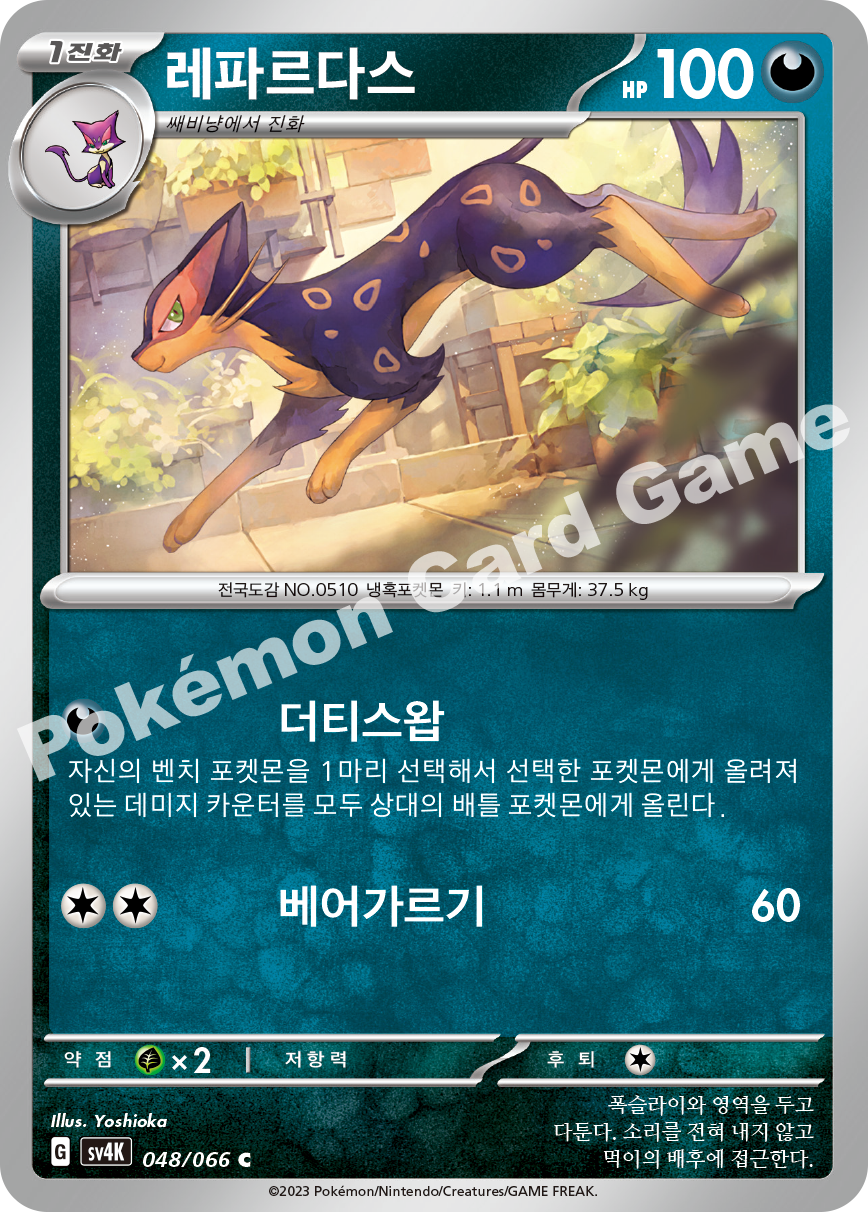 1진화
레파르다스
HP 100
쌔비냥에서 진화
전국도감 NO.0510 냉혹포켓몬 키: 1.1 m 몸무게: 37.5 kg
Pokémon Card Game
더티스왑
자신의 벤치 포켓몬을 1마리 선택해서 선택한 포켓몬에게 올려져
있는 데미지 카운터를 모두 상대의 배틀 포켓몬에게 올린다.
베어가르기 60
약점 ×2 저항력 후퇴
Illus. Yoshioka
G SV4K 048/066 C
폭슬라이와 영역을 두고
다툰다. 소리를 전혀 내지 않고
먹이의 배후에 접근한다.
©2023 Pokémon/Nintendo/Creatures/GAME FREAK.